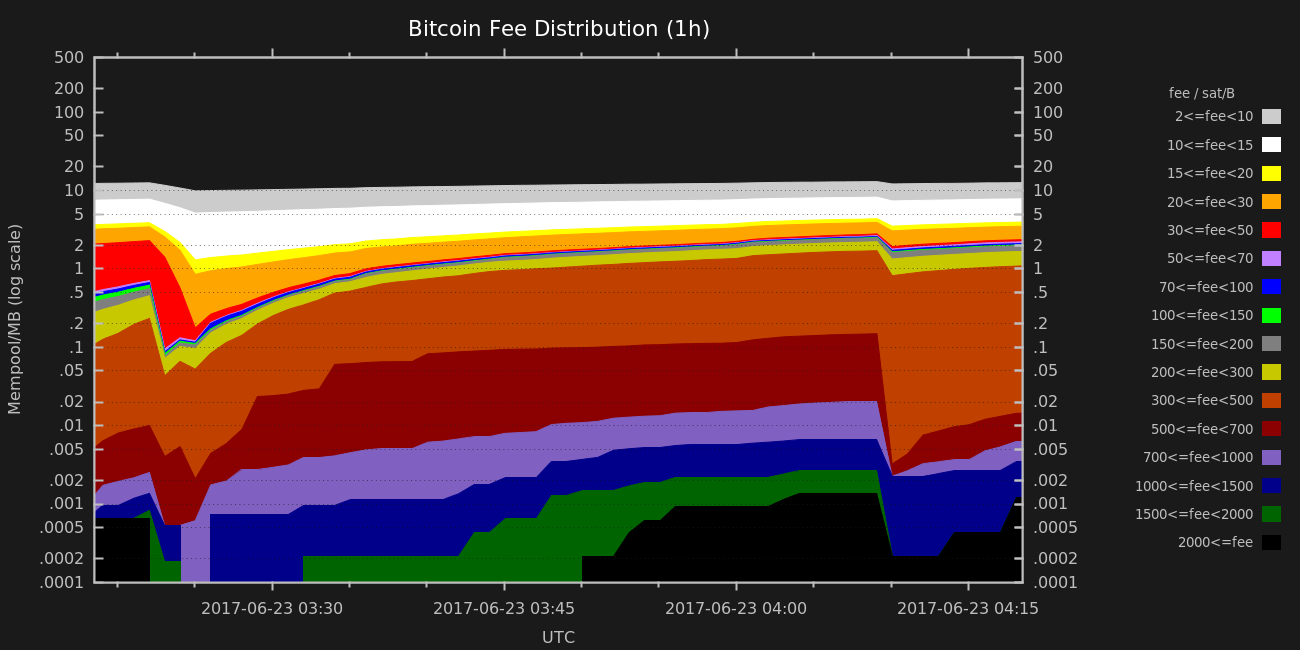 Bitcoin Fee Distribution (1h)
Mempool/MB (log scale)
500
200
100
50
20
10
5
2
1
.5
.2
.1
.05
.02
.01
.005
.002
.001
.0005
.0002
.0001
500
200
100
50
20
10
5
2
1
.5
.2
.1
.05
.02
.01
.005
.002
.001
.0005
.0002
.0001
2017-06-23 03:30
2017-06-23 03:45
2017-06-23 04:00
2017-06-23 04:15
UTC
fee / sat/B
2<=fee<10
10<=fee<15
15<=fee<20
20<=fee<30
30<=fee<50
50<=fee<70
70<=fee<100
100<=fee<150
150<=fee<200
200<=fee<300
300<=fee<500
500<=fee<700
700<=fee<1000
1000<=fee<1500
1500<=fee<2000
2000<=fee